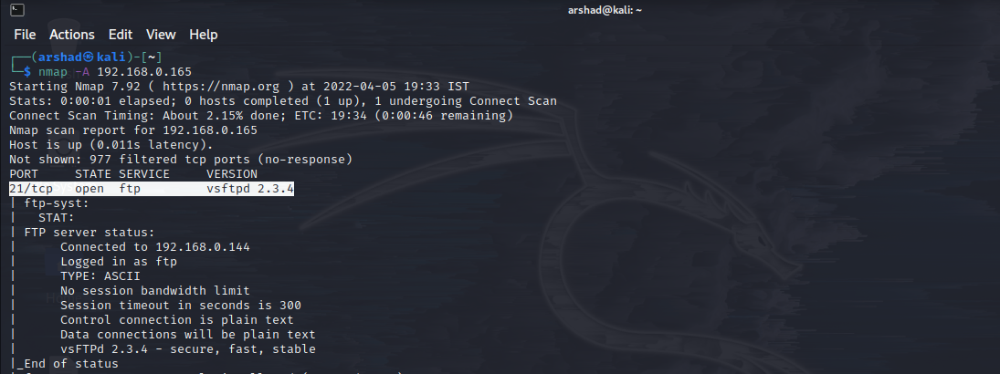 arshad@kali: ~
File Actions Edit View Help
┌──(arshad㉿kali)-[~]
└─$ nmap -A 192.168.0.165
Starting Nmap 7.92 ( https://nmap.org ) at 2022-04-05 19:33 IST
Stats: 0:00:01 elapsed; 0 hosts completed (1 up), 1 undergoing Connect Scan
Connect Scan Timing: About 2.15% done; ETC: 19:34 (0:00:46 remaining)
Nmap scan report for 192.168.0.165
Host is up (0.011s latency).
Not shown: 977 filtered tcp ports (no-response)
PORT     STATE SERVICE     VERSION
21/tcp   open  ftp         vsftpd 2.3.4
| ftp-syst:
|   STAT:
| FTP server status:
|      Connected to 192.168.0.144
|      Logged in as ftp
|      TYPE: ASCII
|      No session bandwidth limit
|      Session timeout in seconds is 300
|      Control connection is plain text
|      Data connections will be plain text
|      vsFTPd 2.3.4 - secure, fast, stable
|_End of status